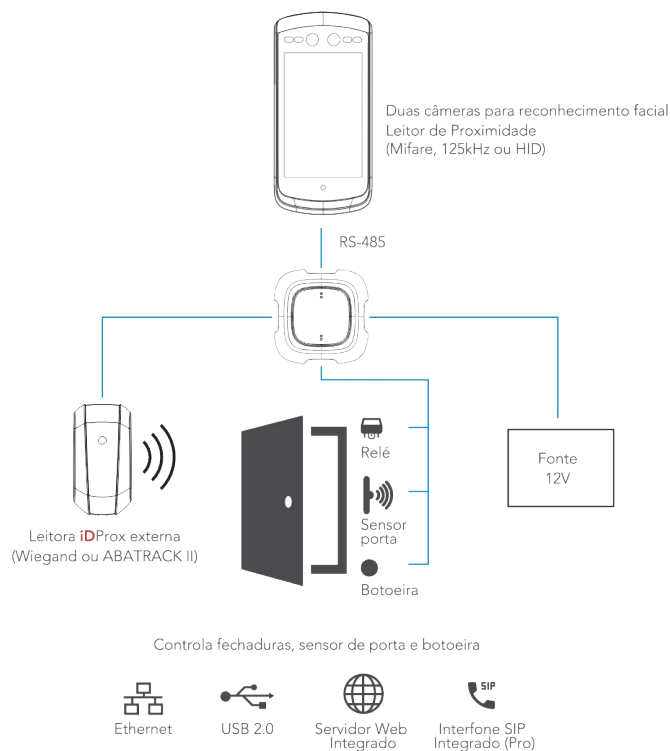 Duas câmeras para reconhecimento facial
Leitor de Proximidade
(Mifare, 125kHz ou HID)
RS-485
Relé
Fonte
12V
Sensor
porta
Leitora iDProx externa
(Wiegand ou ABATRACK II)
Botoeira
Controla fechaduras, sensor de porta e botoeira
SIP
Ethernet
USB 2.0
Servidor Web
Integrado
Interfone SIP
Integrado (Pro)